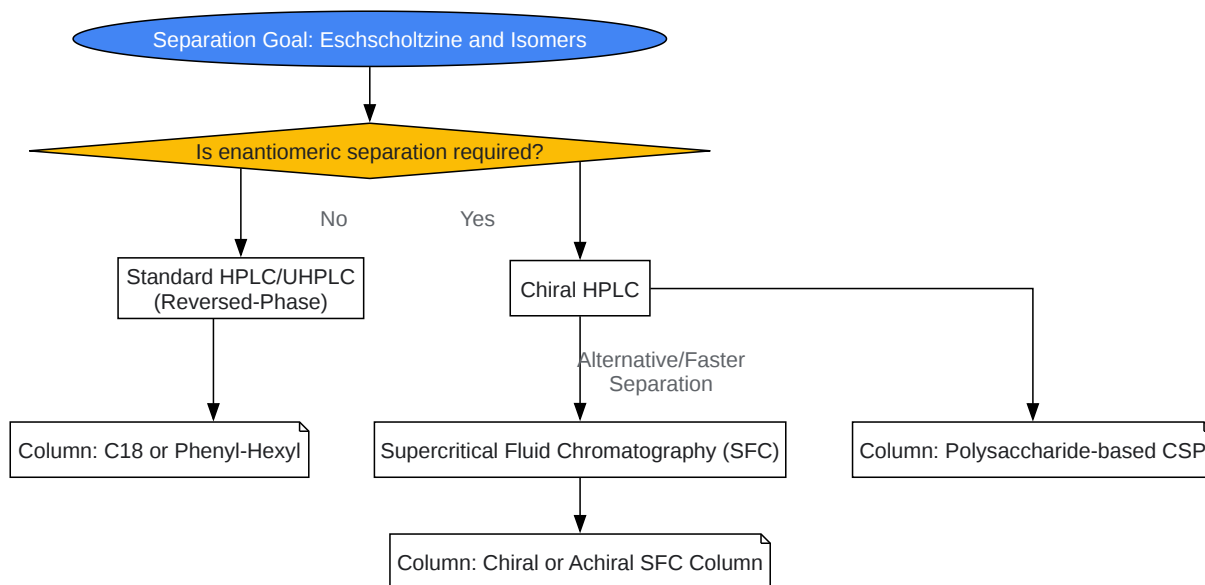 Separation Goal: Eschscholtzine and Isomers
Is enantiomeric separation required?
No
Yes
Standard HPLC/UHPLC
(Reversed-Phase)
Chiral HPLC
Alternative/Faster
Separation
Column: C18 or Phenyl-Hexyl
Supercritical Fluid Chromatography (SFC)
Column: Polysaccharide-based CSP
Column: Chiral or Achiral SFC Column